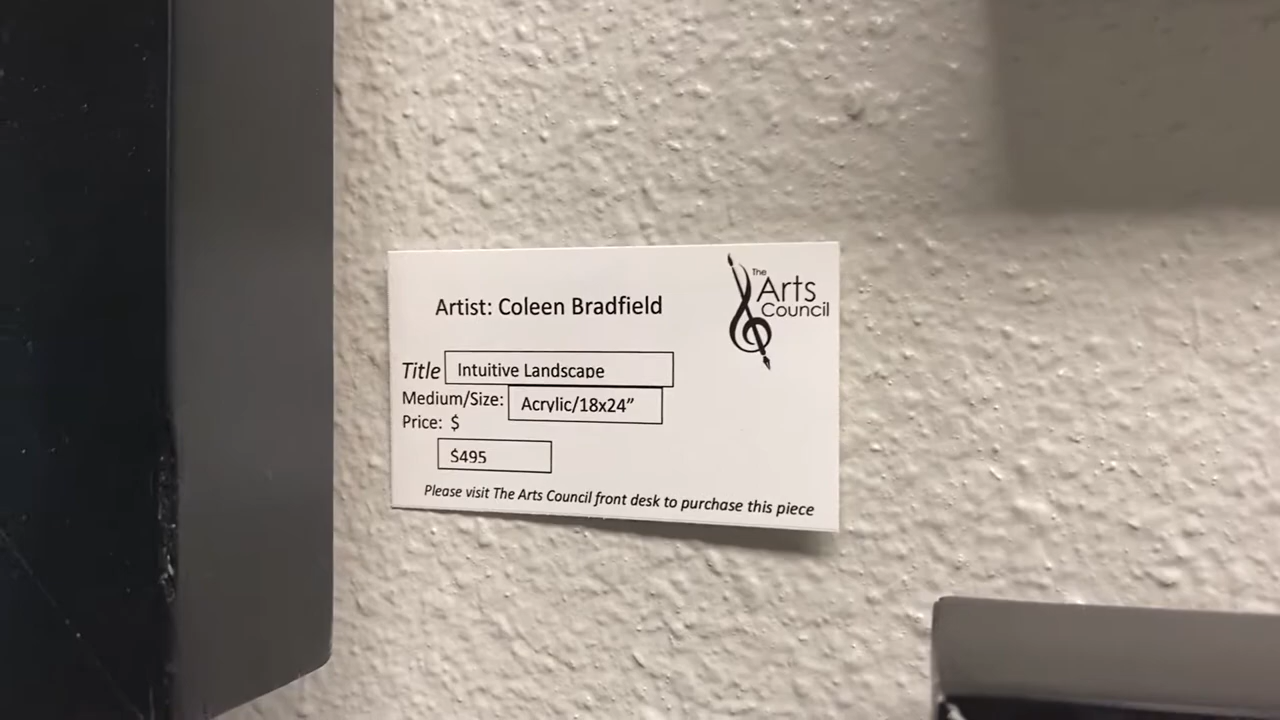 Artist: Coleen Bradfield
The
Arts
Council
Title Intuitive Landscape
Medium/Size: Acrylic/18x24”
Price: $
$495
Please visit The Arts Council front desk to purchase this piece